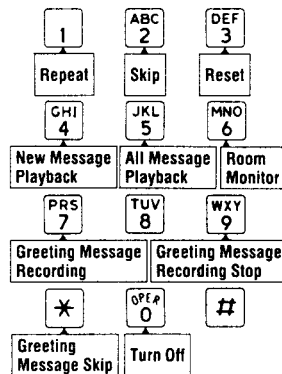 ABC DEF
1 2 3
Repeat Skip Reset
GHI JKL MNO
4 5 6
New Message All Message Room
Playback Playback Monitor
PRS TUV WXY
7 8 9
Greeting Message Greeting Message
Recording Recording Stop
* OPER #
0
Greeting Turn Off
Message Skip